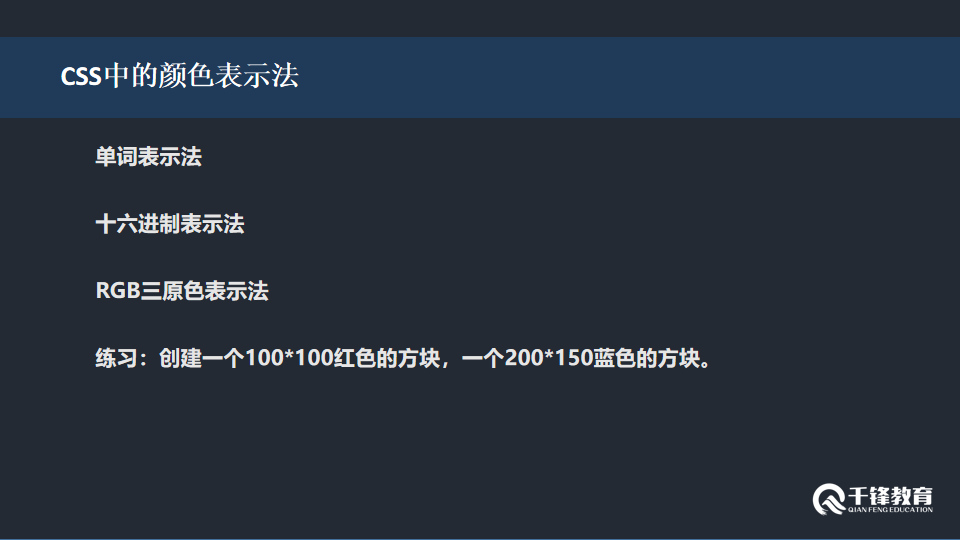 CSS中的颜色表示法
单词表示法
十六进制表示法
RGB三原色表示法
练习：创建一个100*100红色的方块，一个200*150蓝色的方块。
千锋教育
QIAN FENG EDUCATION